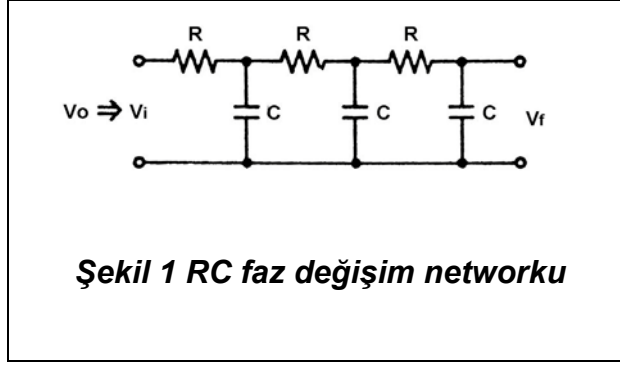 R R R
Vo ⇒ Vi C C C Vf
Şekil 1 RC faz değişim networku